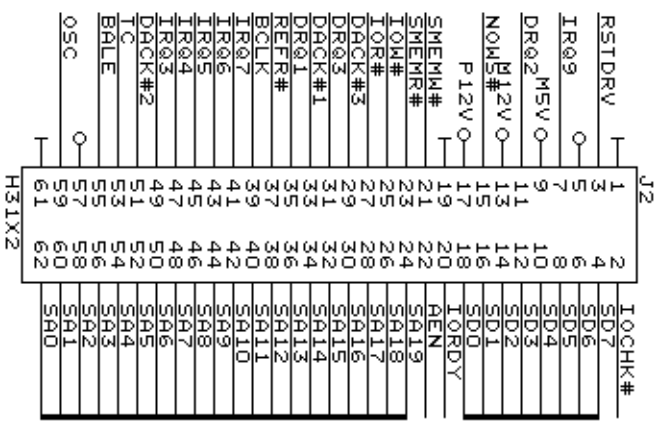 J2
1 2 IOCHK#
RSTDRV 3 4 SD7
5 6 SD6
IRQ9 7 8 SD5
M5V 9 10 SD4
DRQ2 11 12 SD3
M12V 13 14 SD2
NOWS# 15 16 SD1
P12V 17 18 SD0
19 20 IORDY
SMEMW# 21 22 AEN
SMEMR# 23 24 SA19
IOW# 25 26 SA18
IOR# 27 28 SA17
DACK#3 29 30 SA16
DRQ3 31 32 SA15
DACK#1 33 34 SA14
DRQ1 35 36 SA13
REFR# 37 38 SA12
BCLK 39 40 SA11
IRQ7 41 42 SA10
IRQ6 43 44 SA9
IRQ5 45 46 SA8
IRQ4 47 48 SA7
IRQ3 49 50 SA6
DACK#2 51 52 SA5
TC 53 54 SA4
BALE 55 56 SA3
57 58 SA2
OSC 59 60 SA1
61 62 SA0
H31X2